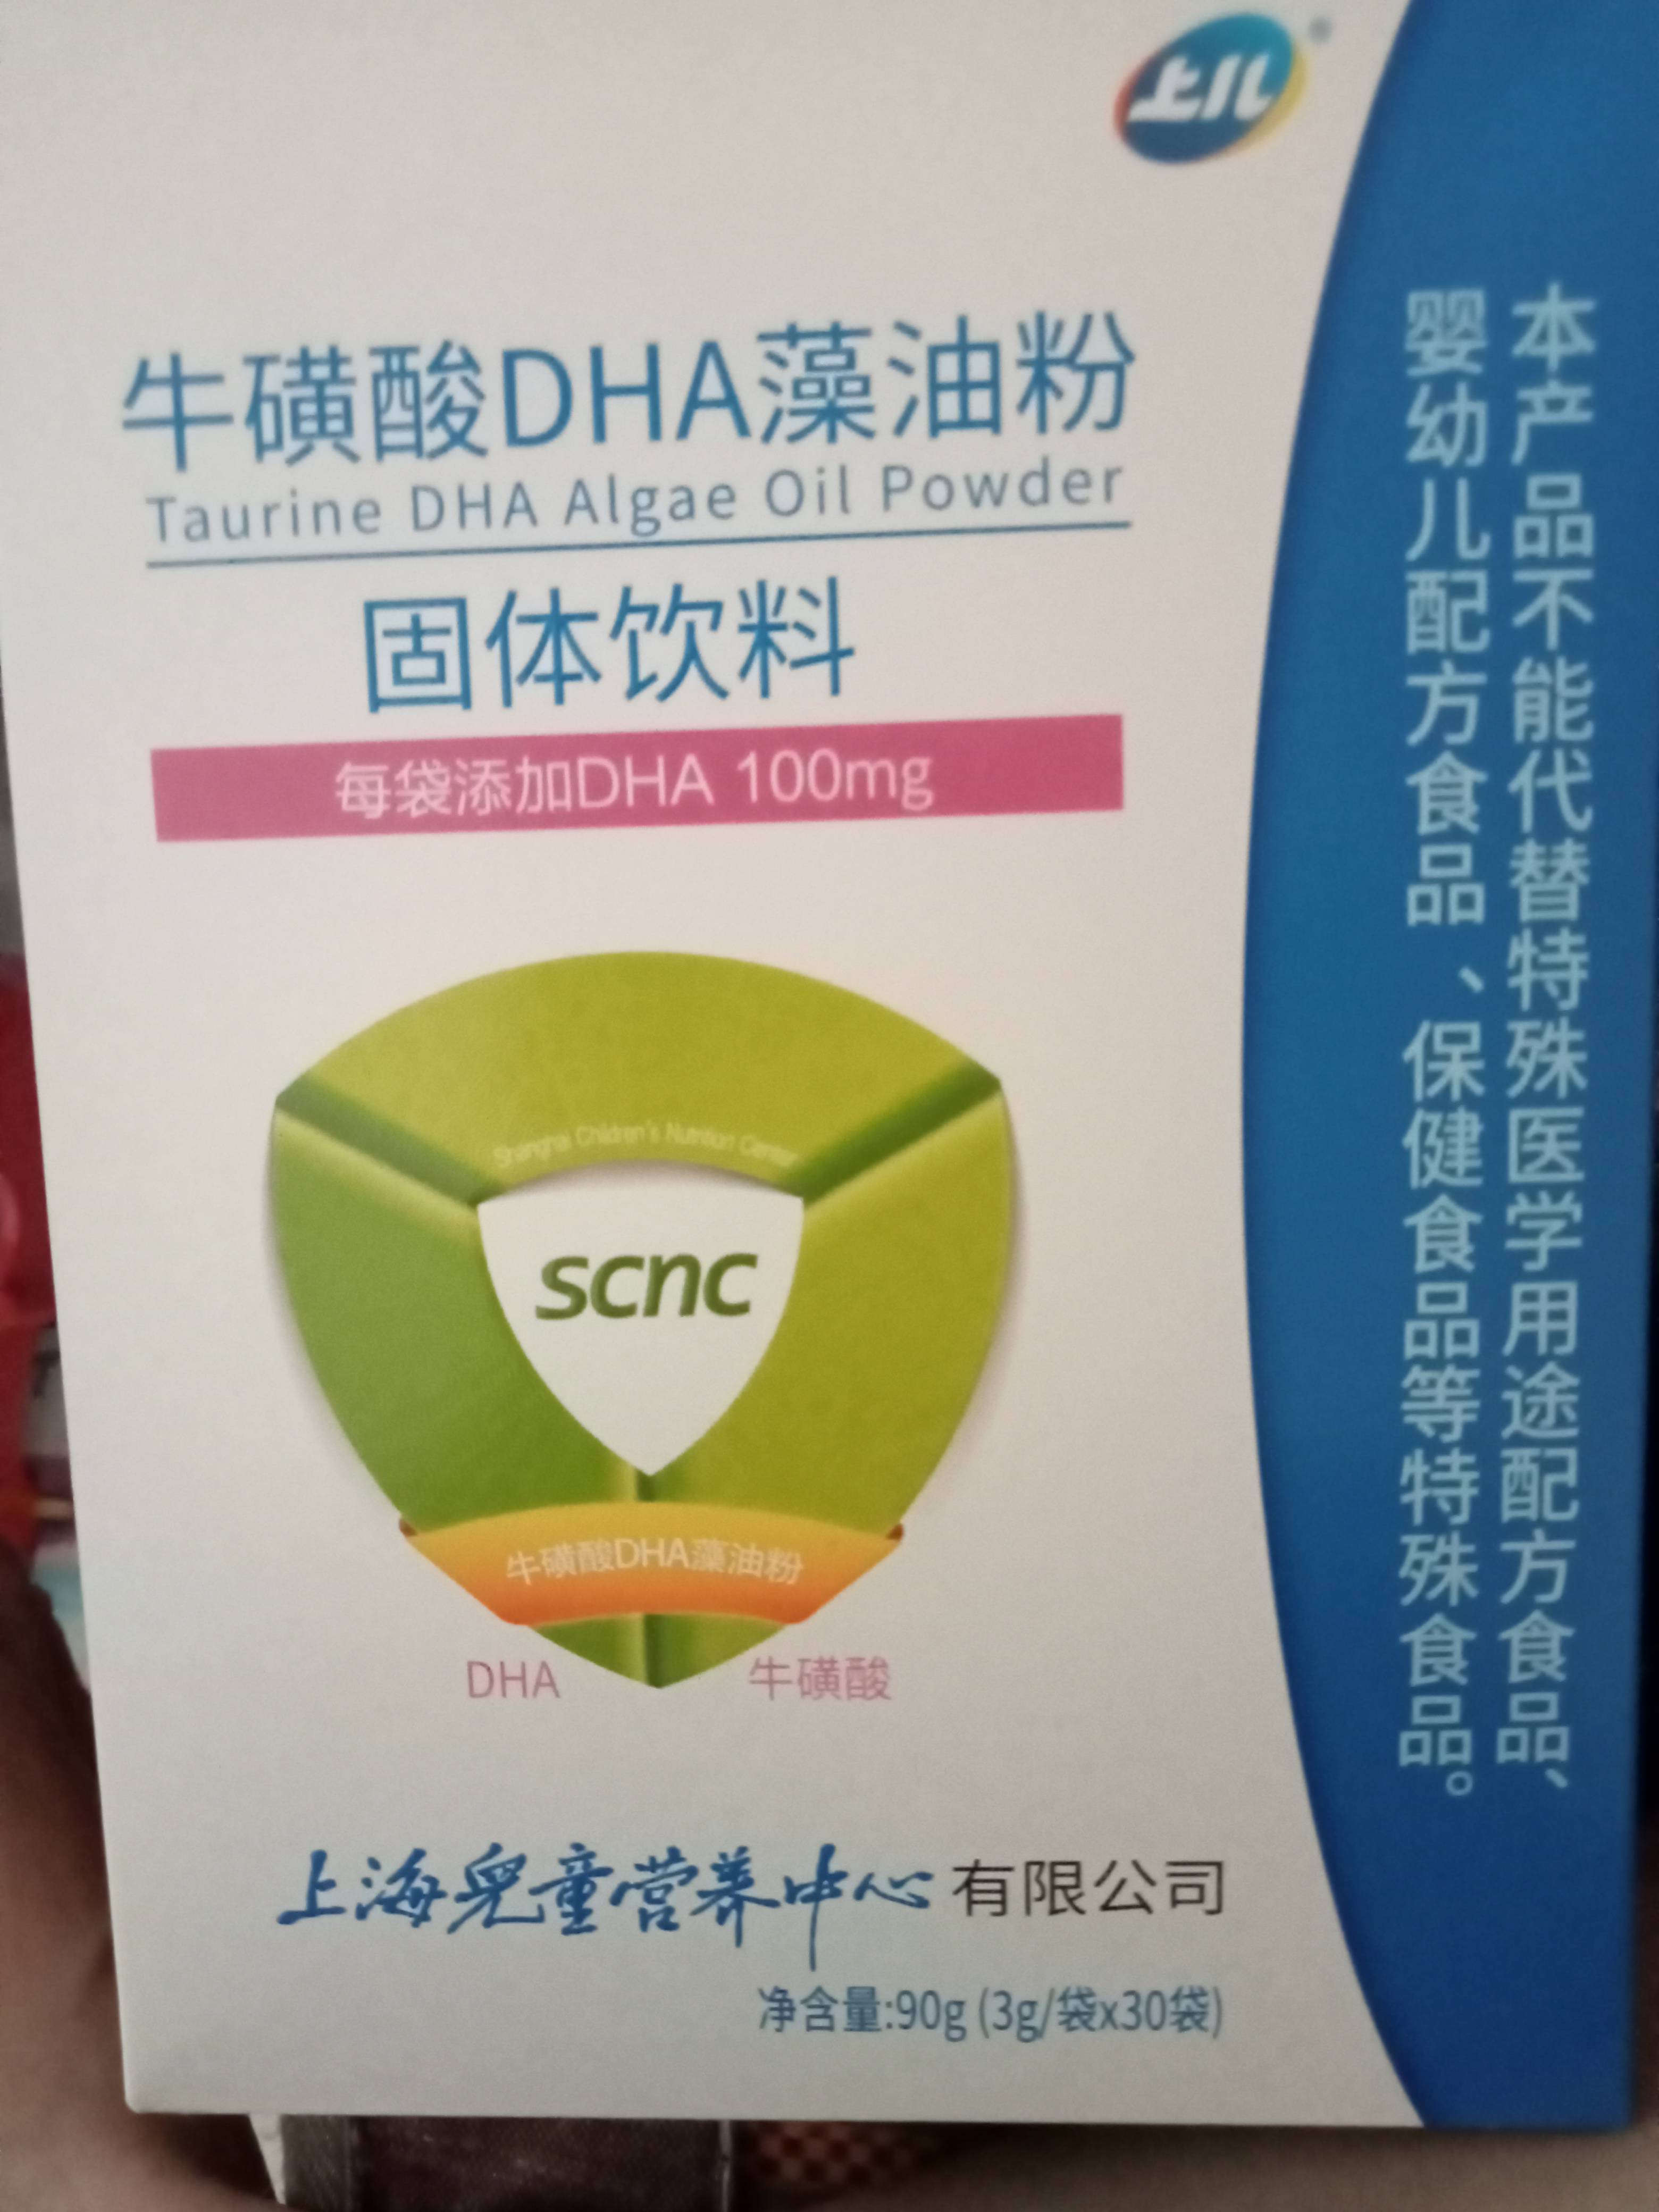 上儿
牛磺酸DHA藻油粉
Taurine DHA Algae Oil Powder
固体饮料
每袋添加DHA 100mg
Shanghai Children's Nutrition Center
scnc
牛磺酸DHA藻油粉
DHA
牛磺酸
上海兒童营养中心有限公司
净含量:90g (3g/袋x30袋)
本产品不能代替特殊医学用途配方食品、
婴幼儿配方食品、保健食品等特殊食品。